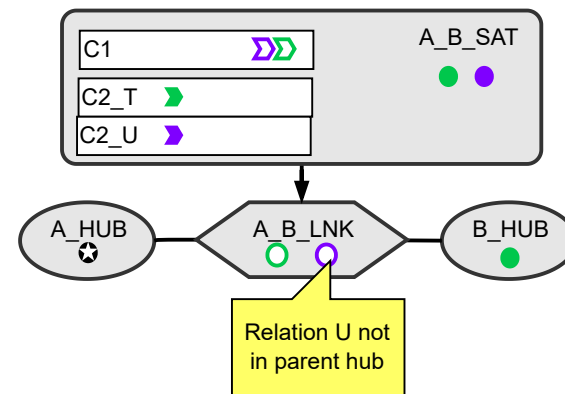 A_B_SAT
C1
C2_T
C2_U
A_HUB
A_B_LNK
B_HUB
Relation U not
in parent hub